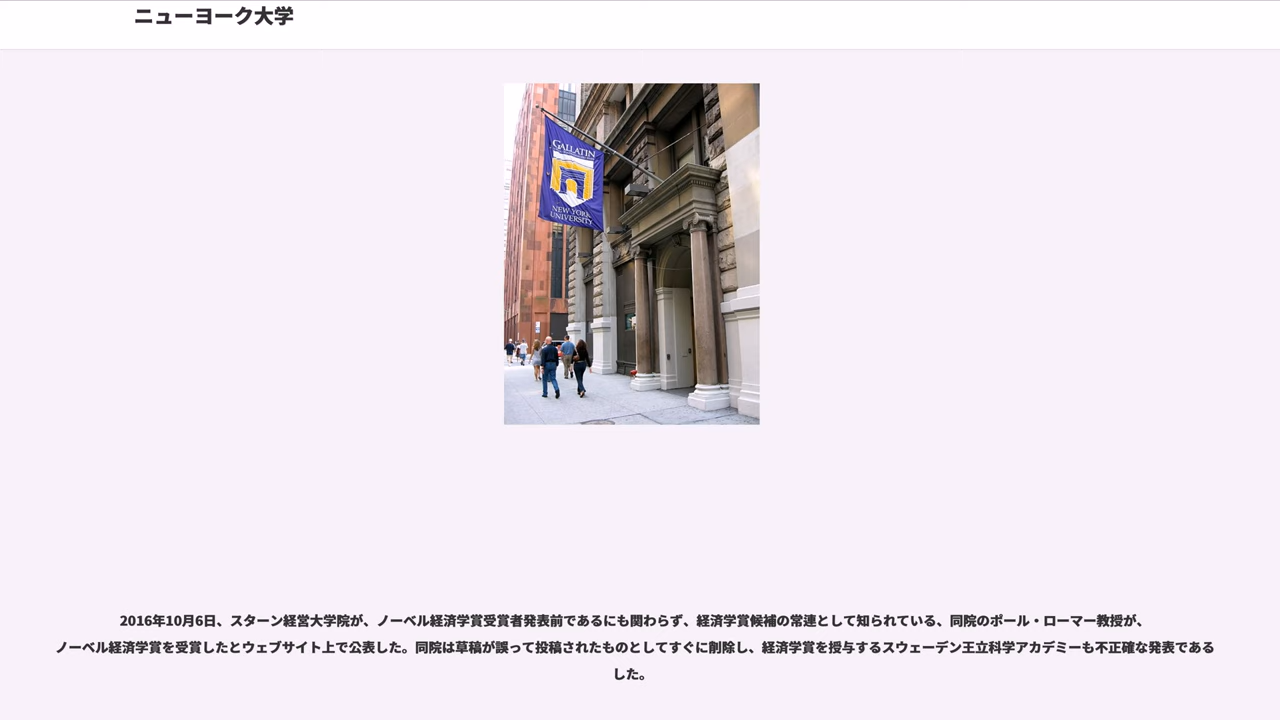 ニューヨーク大学
GALLATIN
NEW YORK
UNIVERSITY
2016年10月6日、スターン経営大学院が、ノーベル経済学賞受賞者発表前であるにも関わらず、経済学賞候補の常連として知られている、同院のポール・ローマー教授が、
ノーベル経済学賞を受賞したとウェブサイト上で公表した。同院は草稿が誤って投稿されたものとしてすぐに削除し、経済学賞を授与するスウェーデン王立科学アカデミーも不正確な発表である
した。